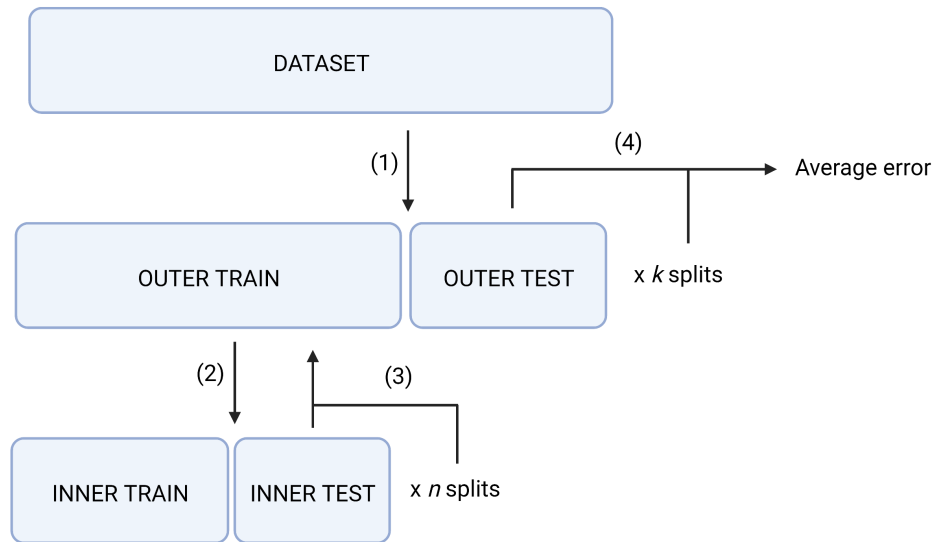 DATASET
(1)
(4)
Average error
OUTER TRAIN
OUTER TEST
x k splits
(2)
(3)
INNER TRAIN
INNER TEST
x n splits